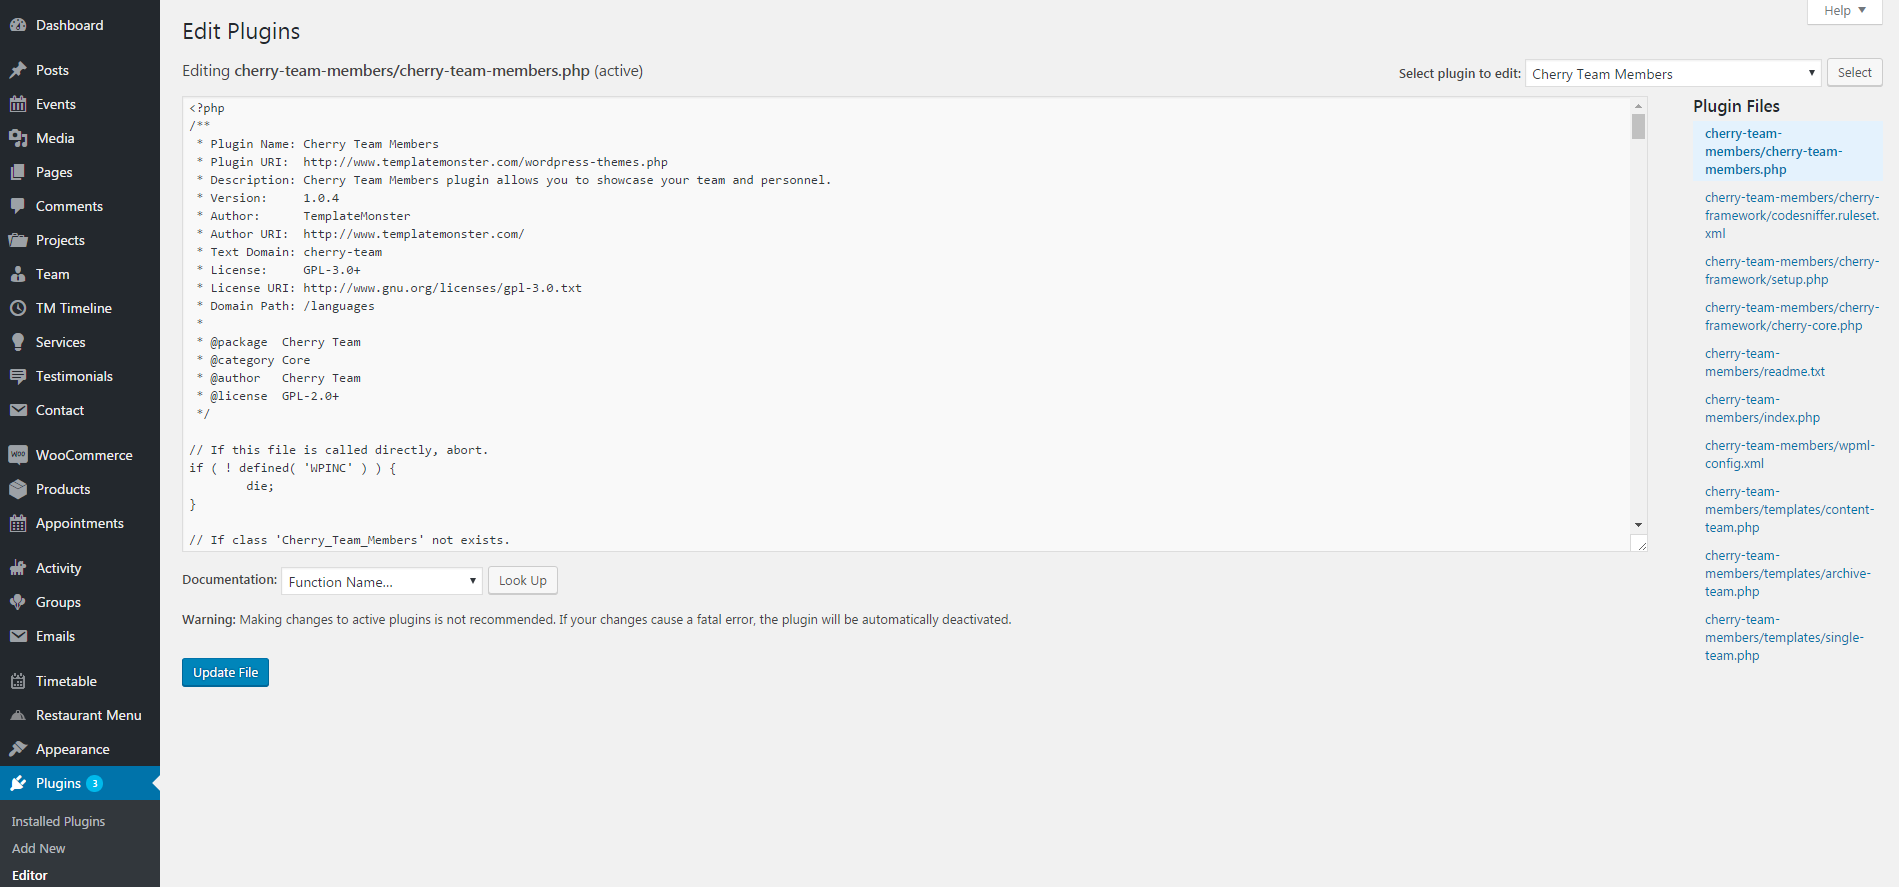 Dashboard
Posts
Events
Media
Pages
Comments
Projects
Team
TM Timeline
Services
Testimonials
Contact
WOO WooCommerce
Products
Appointments
Activity
Groups
Emails
Timetable
Restaurant Menu
Appearance
Plugins 3
Installed Plugins
Add New
Editor
Help ▼
Edit Plugins
Editing cherry-team-members/cherry-team-members.php (active)
Select plugin to edit: Cherry Team Members ▼ Select
<?php
/**
 * Plugin Name: Cherry Team Members
 * Plugin URI:  http://www.templatemonster.com/wordpress-themes.php
 * Description: Cherry Team Members plugin allows you to showcase your team and personnel.
 * Version:     1.0.4
 * Author:      TemplateMonster
 * Author URI:  http://www.templatemonster.com/
 * Text Domain: cherry-team
 * License:     GPL-3.0+
 * License URI: http://www.gnu.org/licenses/gpl-3.0.txt
 * Domain Path: /languages
 *
 * @package  Cherry Team
 * @category Core
 * @author   Cherry Team
 * @license  GPL-2.0+
 */
// If this file is called directly, abort.
if ( ! defined( 'WPINC' ) ) {
        die;
}
// If class 'Cherry_Team_Members' not exists.
Documentation: Function Name... ▼ Look Up
Warning: Making changes to active plugins is not recommended. If your changes cause a fatal error, the plugin will be automatically deactivated.
Update File
Plugin Files
cherry-team-
members/cherry-team-
members.php
cherry-team-members/cherry-
framework/codesniffer.ruleset.
xml
cherry-team-members/cherry-
framework/setup.php
cherry-team-members/cherry-
framework/cherry-core.php
cherry-team-
members/readme.txt
cherry-team-
members/index.php
cherry-team-members/wpml-
config.xml
cherry-team-
members/templates/content-
team.php
cherry-team-
members/templates/archive-
team.php
cherry-team-
members/templates/single-
team.php